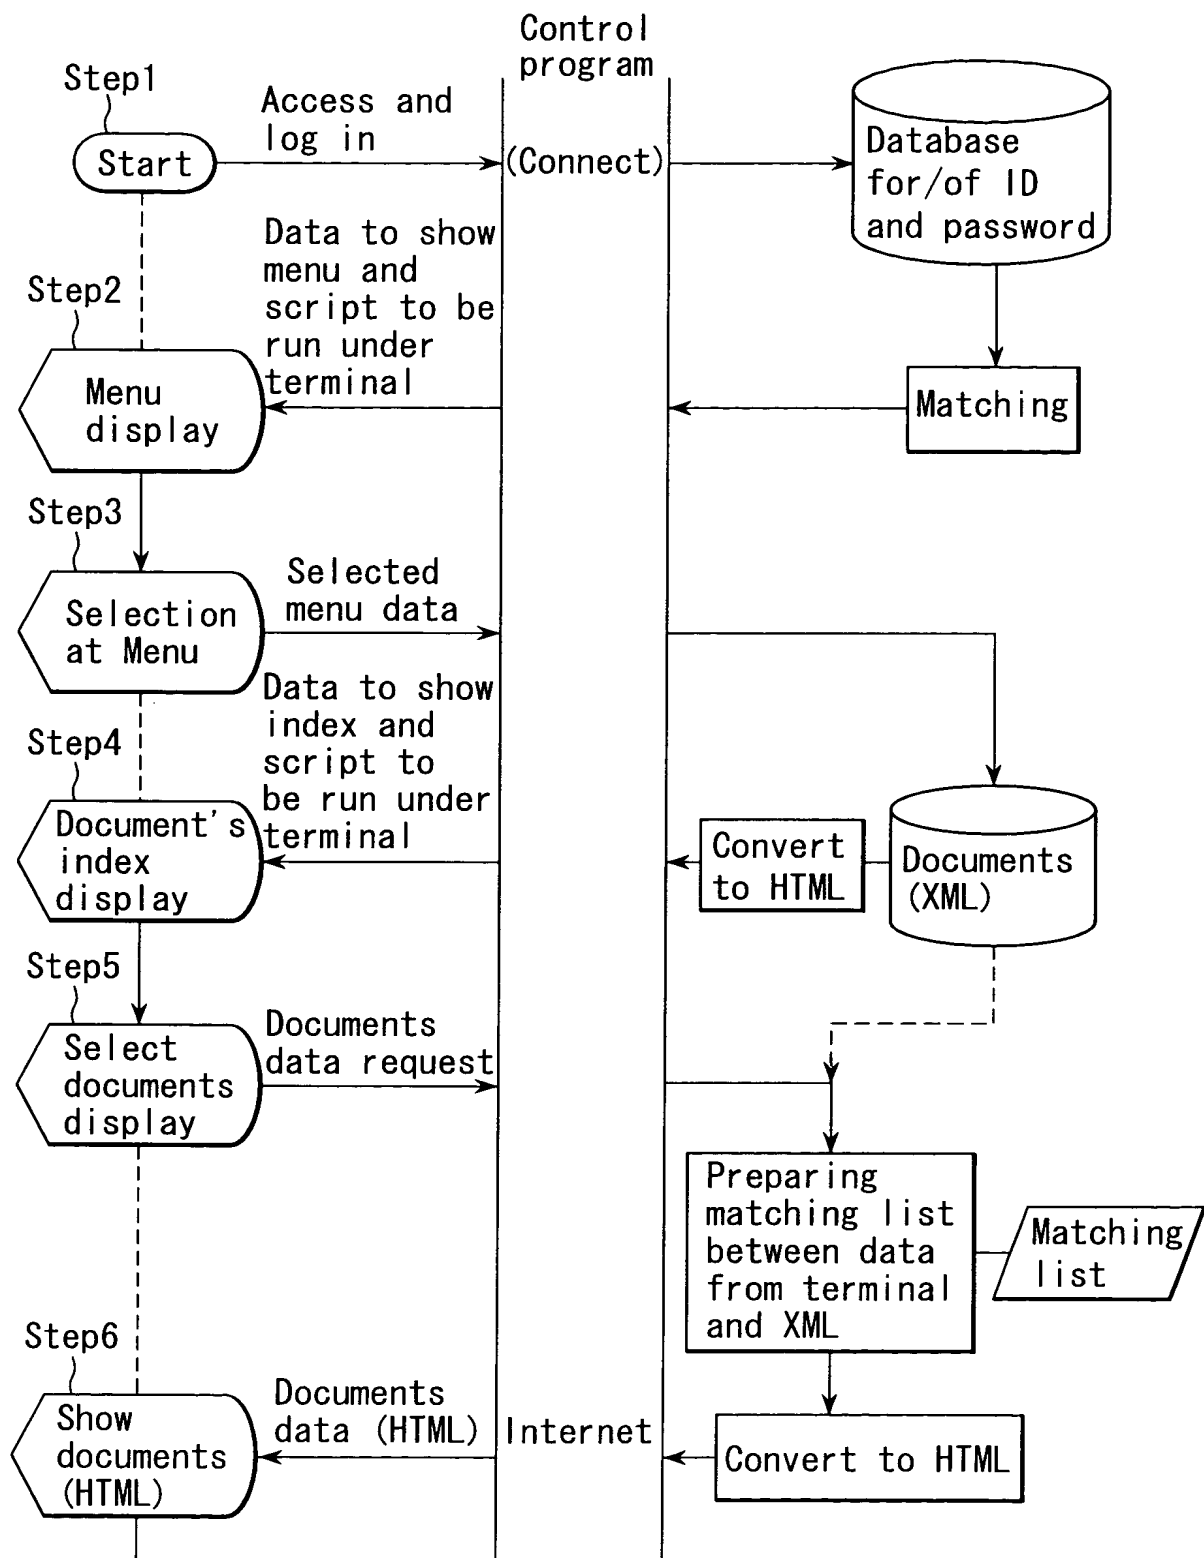 Control
program
Step1
Access and
log in
Start
(Connect)
Database
for/of ID
and password
Data to show
menu and
script to be
run under
terminal
Step2
Menu
display
Matching
Step3
Selected
menu data
Selection
at Menu
Data to show
index and
script to
be run under
terminal
Step4
Document's
index
display
Convert
to HTML
Documents
(XML)
Step5
Documents
data request
Select
documents
display
Preparing
matching list
between data
from terminal
and XML
Matching
list
Step6
Documents
data (HTML)
Internet
Show
documents
(HTML)
Convert to HTML